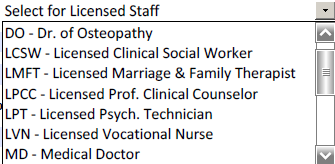 Select for Licensed Staff
DO - Dr. of Osteopathy
LCSW - Licensed Clinical Social Worker
LMFT - Licensed Marriage & Family Therapist
LPCC - Licensed Prof. Clinical Counselor
LPT - Licensed Psych. Technician
LVN - Licensed Vocational Nurse
MD - Medical Doctor